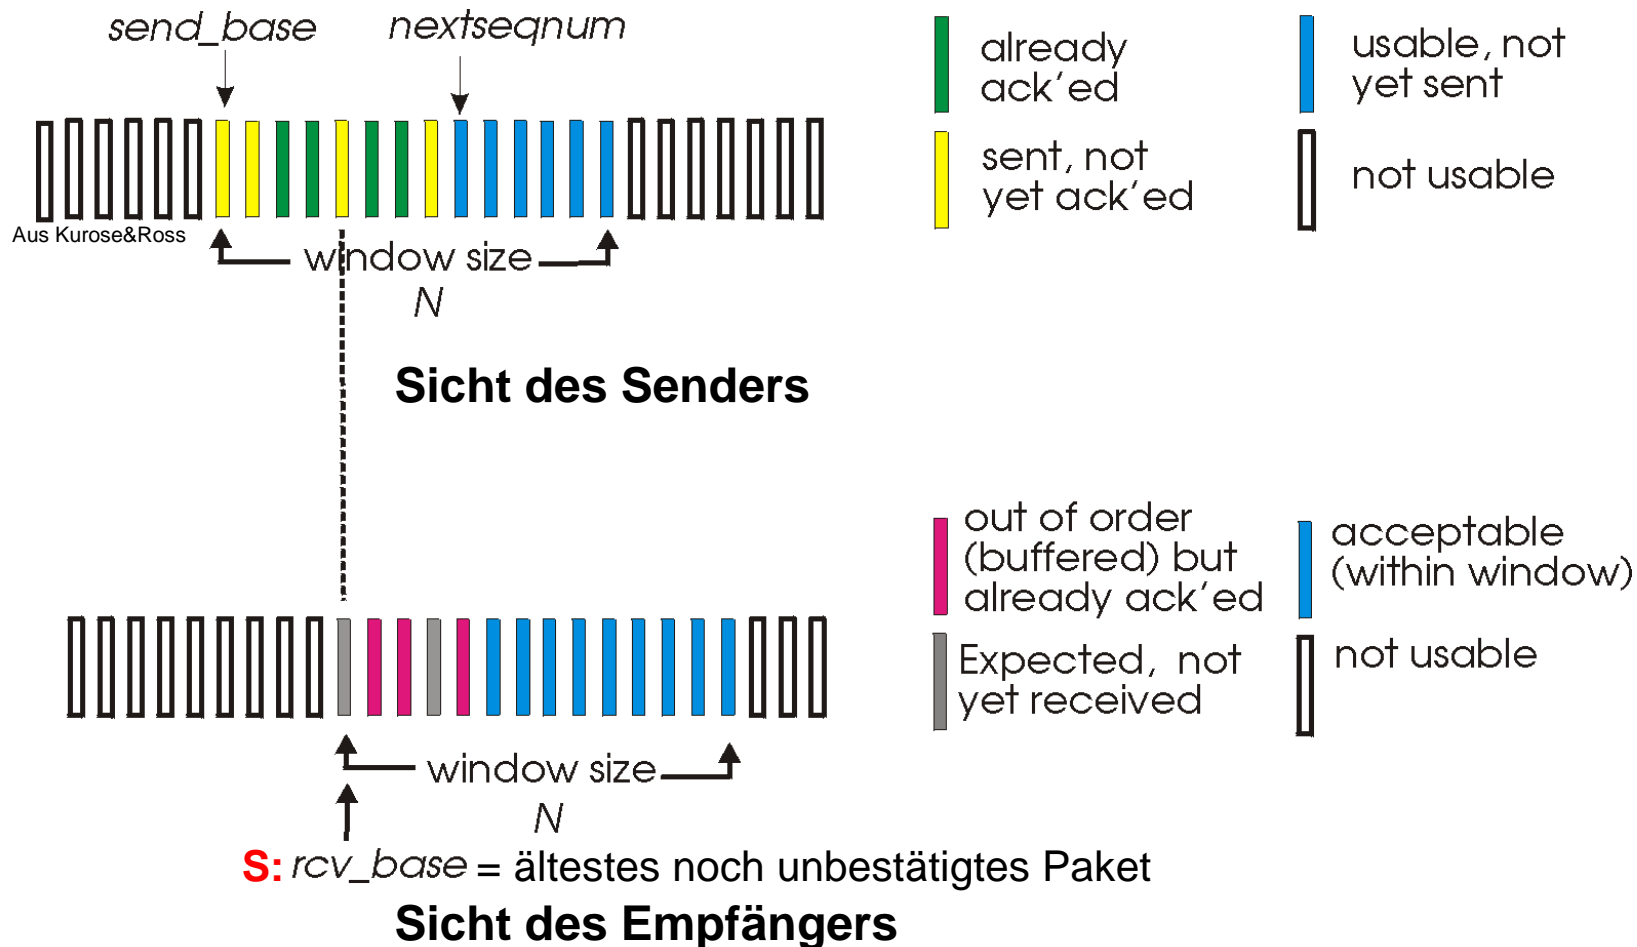 send_base
nextseqnum
already
ack'ed
usable, not
yet sent
sent, not
yet ack'ed
not usable
Aus Kurose&Ross
window size
N
Sicht des Senders
out of order
(buffered) but
already ack'ed
acceptable
(within window)
Expected, not
yet received
not usable
window size
N
S: rcv_base = ältestes noch unbestätigtes Paket
Sicht des Empfängers